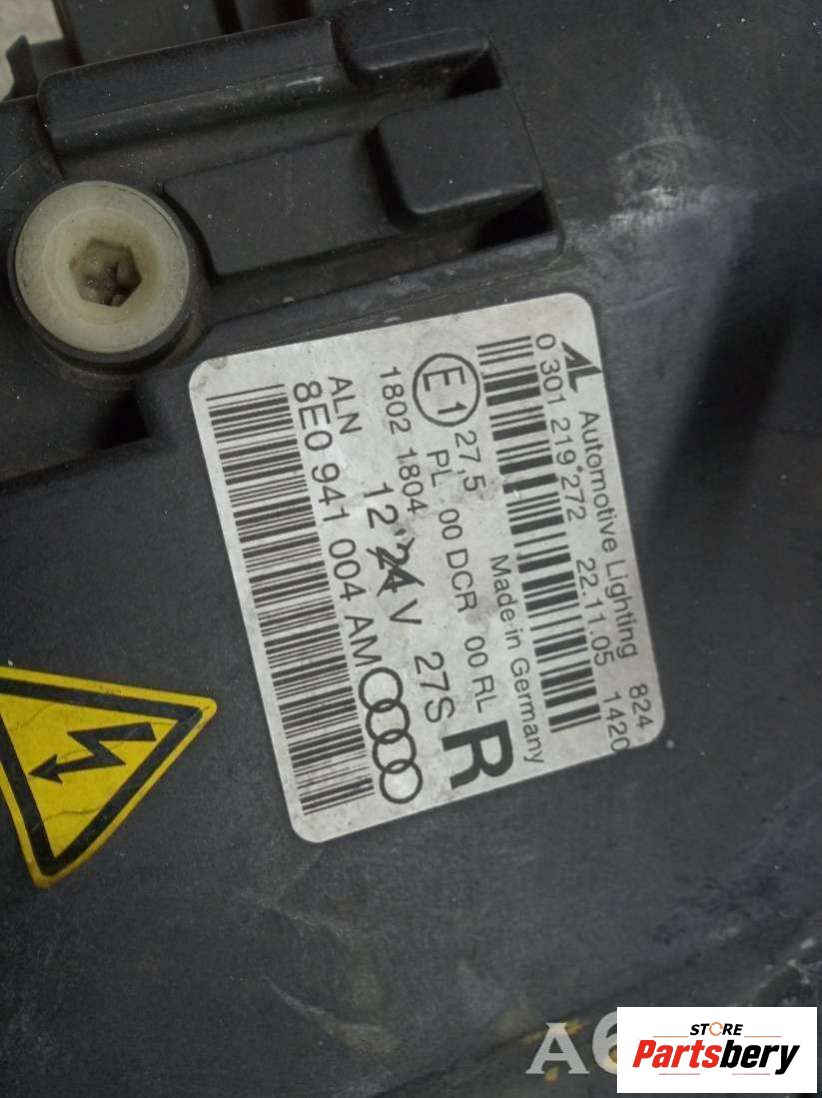 AL Automotive Lighting 824
0 301 219 272 22.11.05 1420
Made in Germany
E1 27,5
PL 00 DCR 00 RL R
1802 1804
12 24 V 27S
ALN
8E0 941 004 AM
A6
STORE
Partsbery